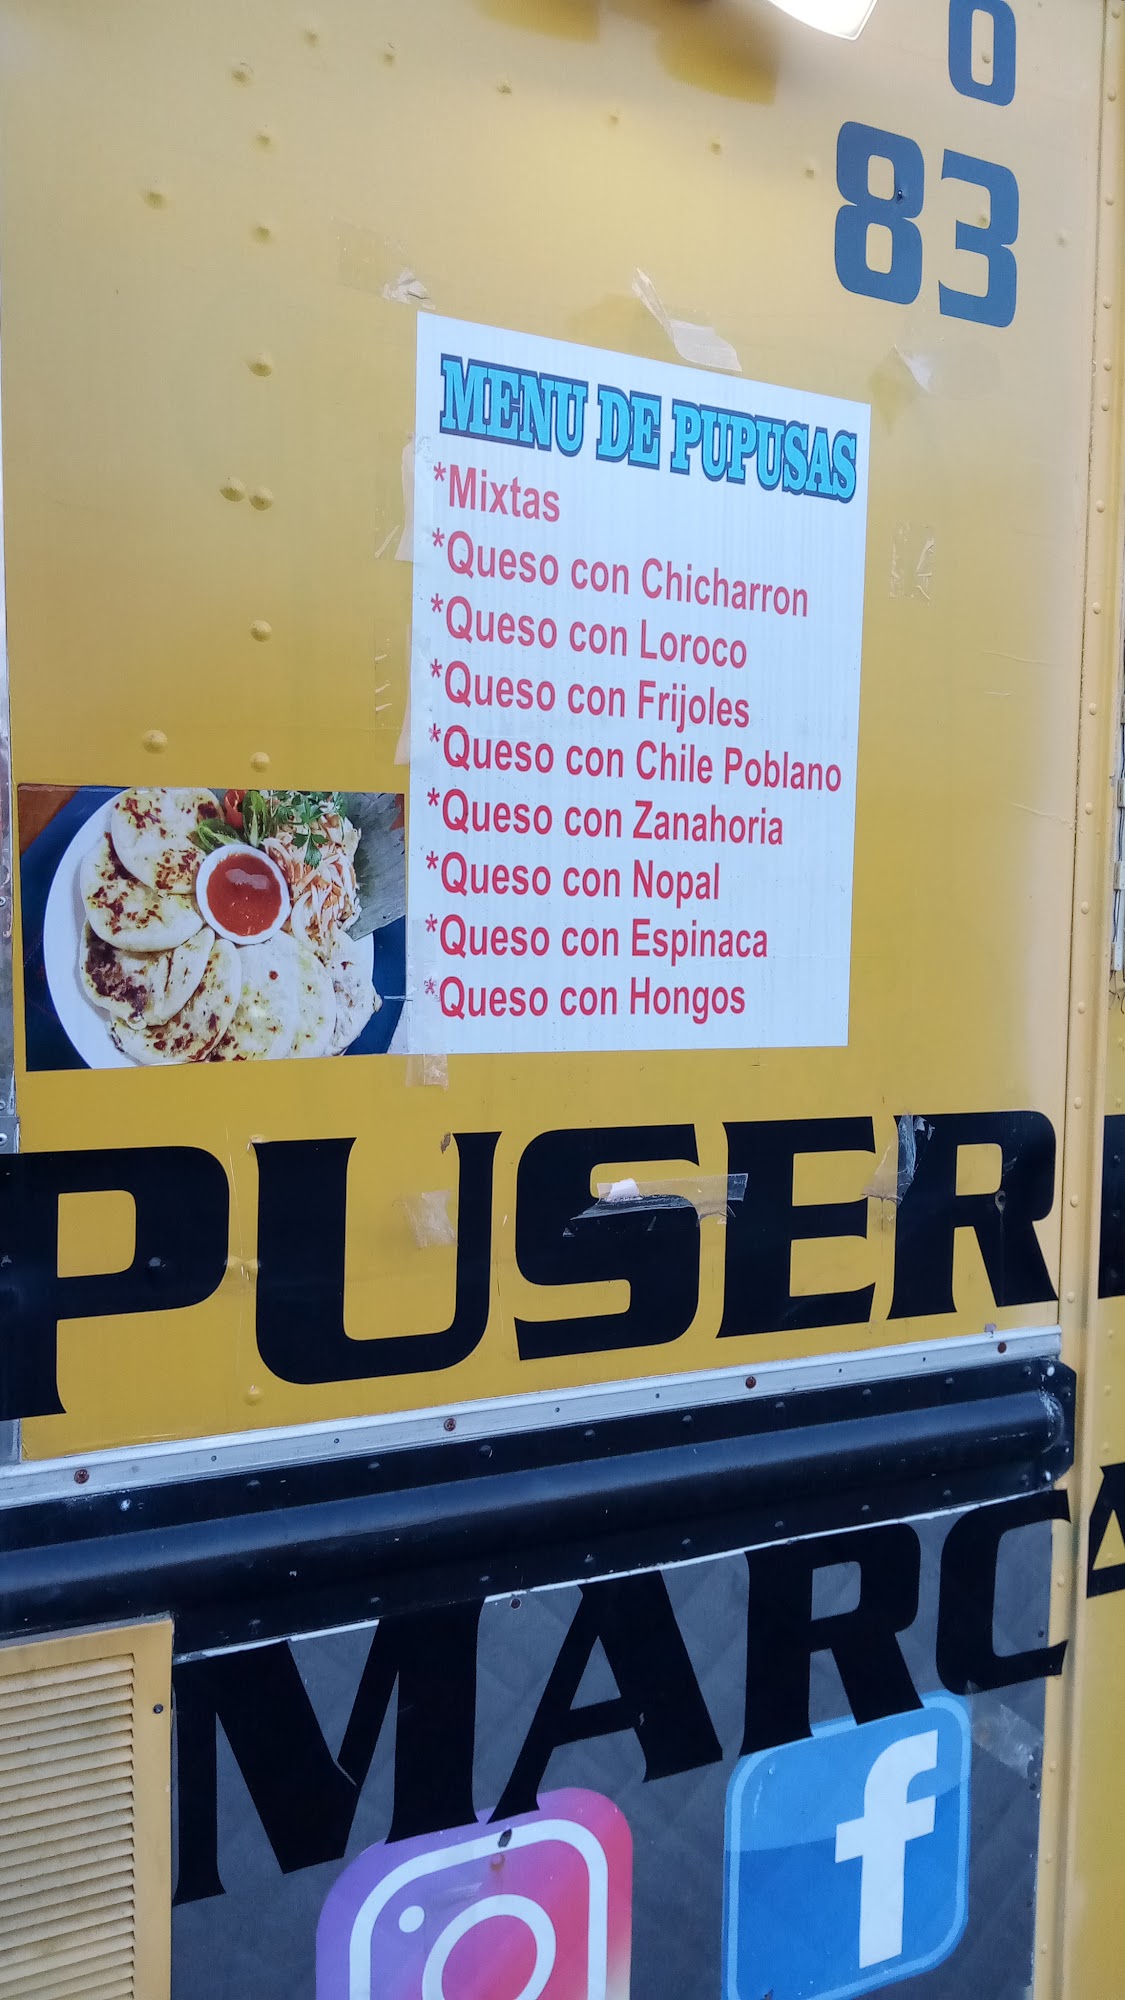 0
83
MENU DE PUPUSAS
*Mixtas
*Queso con Chicharron
*Queso con Loroco
*Queso con Frijoles
*Queso con Chile Poblano
*Queso con Zanahoria
*Queso con Nopal
*Queso con Espinaca
*Queso con Hongos
PUSER
MARC
f